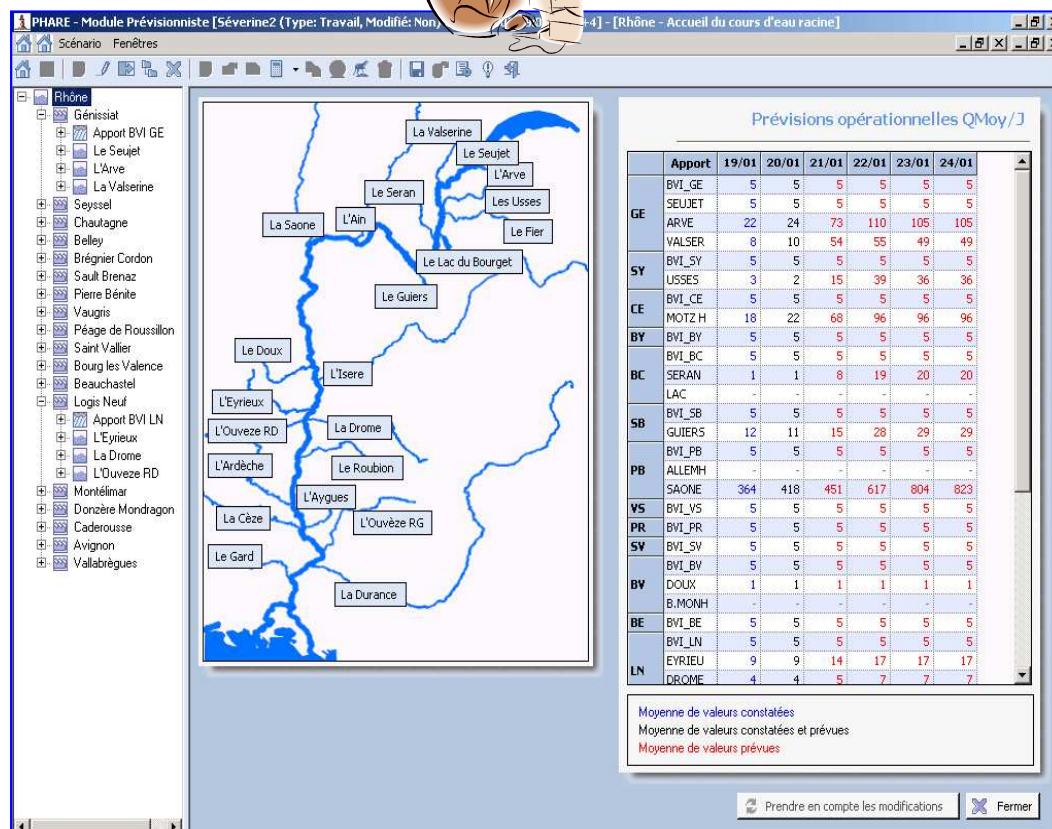 PHARE - Module Prévisionniste [Séverine2 (Type: Travail, Modifié: Non) +4] - [Rhône - Accueil du cours d'eau racine]
Scénario Fenêtres
Rhône
Génissiat
Apport BVI GE
Le Seujet
L'Arve
La Valserine
Seyssel
Chautagne
Belley
Brégnier Cordon
Sault Brenaz
Pierre Bénite
Vaugris
Péage de Roussillon
Saint Vallier
Bourg les Valence
Beauchastel
Logis Neuf
Apport BVI LN
L'Eyrieux
La Drome
L'Ouveze RD
Montélimar
Donzère Mondragon
Caderousse
Avignon
Vallabrègues
La Valserine
Le Seujet
L'Arve
Le Seran
Les Usses
L'Ain
La Saone
Le Fier
Le Lac du Bourget
Le Guiers
Le Doux
L'Isere
L'Eyrieux
L'Ouveze RD
La Drome
L'Ardèche
Le Roubion
L'Aygues
La Cèze
L'Ouvèze RG
Le Gard
La Durance
Prévisions opérationnelles QMoy/J
Apport 19/01 20/01 21/01 22/01 23/01 24/01
GE BVI_GE 5 5 5 5 5 5
SEUJET 5 5 5 5 5 5
ARVE 22 24 73 110 105 105
VALSER 8 10 54 55 49 49
SY BVI_SY 5 5 5 5 5 5
USSES 3 2 15 39 36 36
CE BVI_CE 5 5 5 5 5 5
MOTZ H 18 22 68 96 96 96
BY BVI_BY 5 5 5 5 5 5
BC BVI_BC 5 5 5 5 5 5
SERAN 1 1 8 19 20 20
LAC - - - - - -
SB BVI_SB 5 5 5 5 5 5
GUIERS 12 11 15 28 29 29
PB BVI_PB 5 5 5 5 5 5
ALLEMH - - - - - -
SAONE 364 418 451 617 804 823
VS BVI_VS 5 5 5 5 5 5
PR BVI_PR 5 5 5 5 5 5
SV BVI_SV 5 5 5 5 5 5
BV BVI_BV 5 5 5 5 5 5
DOUX 1 1 1 1 1 1
B.MONH - - - - - -
BE BVI_BE 5 5 5 5 5 5
LN BVI_LN 5 5 5 5 5 5
EYRIEU 9 9 14 17 17 17
DROME 4 4 5 7 7 7
Moyenne de valeurs constatées
Moyenne de valeurs constatées et prévues
Moyenne de valeurs prévues
Prendre en compte les modifications
Fermer